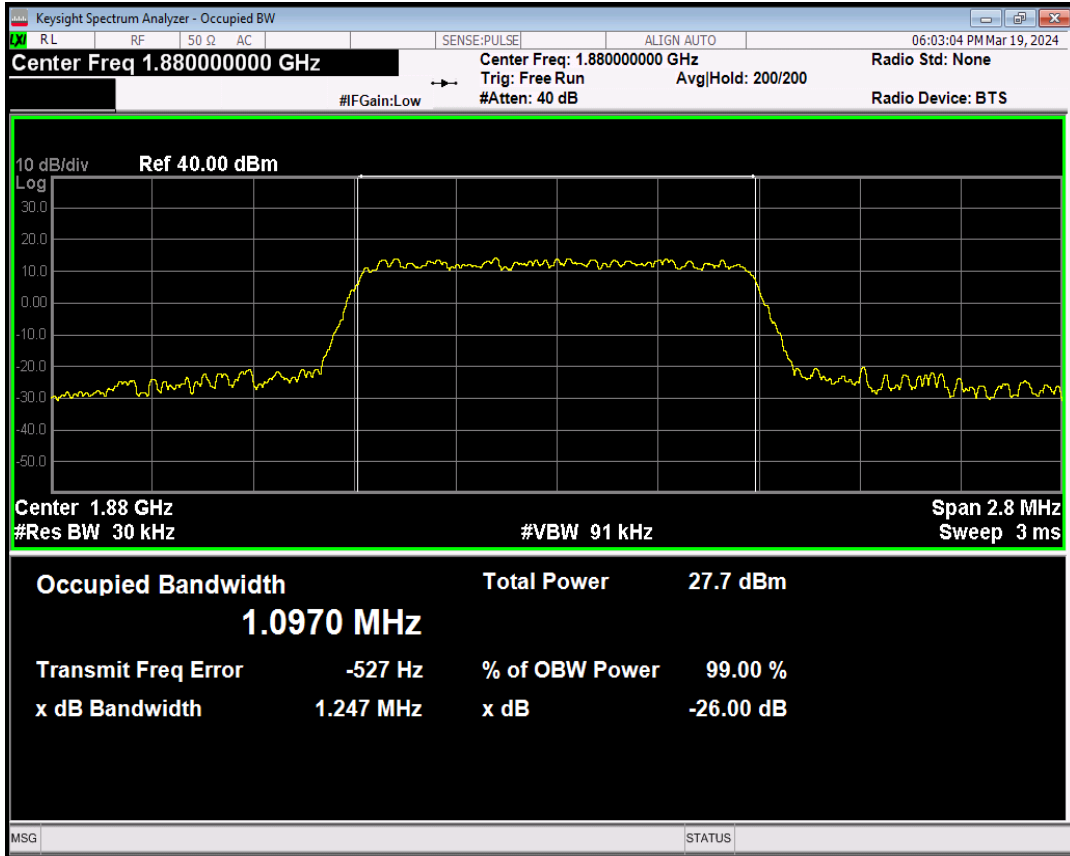 Keysight Spectrum Analyzer - Occupied BW
LXI RL RF 50 Ω AC SENSE:PULSE ALIGN AUTO 06:03:04 PM Mar 19, 2024
Center Freq 1.880000000 GHz Center Freq: 1.880000000 GHz Radio Std: None
Trig: Free Run Avg|Hold: 200/200
#IFGain:Low #Atten: 40 dB Radio Device: BTS
10 dB/div Ref 40.00 dBm
Log
30.0
20.0
10.0
0.00
-10.0
-20.0
-30.0
-40.0
-50.0
Center 1.88 GHz Span 2.8 MHz
#Res BW 30 kHz #VBW 91 kHz Sweep 3 ms
Occupied Bandwidth Total Power 27.7 dBm
1.0970 MHz
Transmit Freq Error -527 Hz % of OBW Power 99.00 %
x dB Bandwidth 1.247 MHz x dB -26.00 dB
MSG STATUS